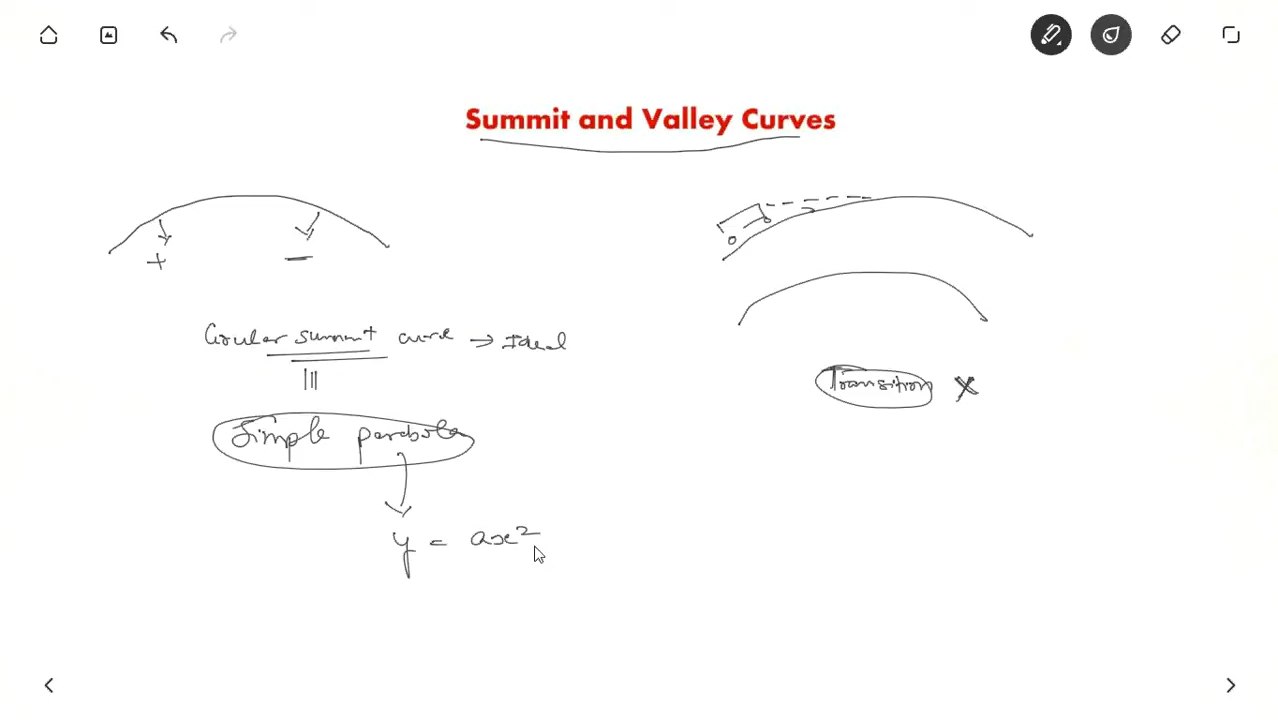 Summit and Valley Curves
+ −
Circular summit curve → Ideal
Transition X
Simple parabola
y = ax²